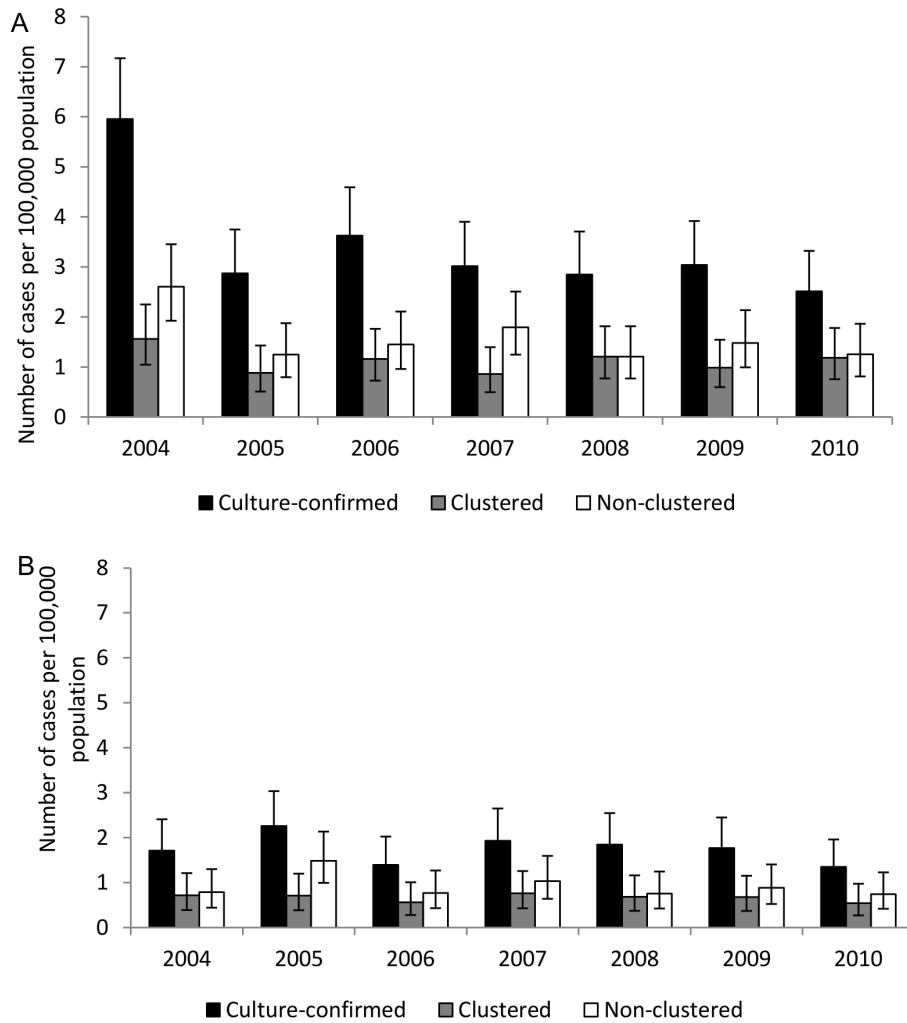 A
Number of cases per 100,000 population
8
7
6
5
4
3
2
1
0
2004 2005 2006 2007 2008 2009 2010
Culture-confirmed Clustered Non-clustered
B
Number of cases per 100,000
population
8
7
6
5
4
3
2
1
0
2004 2005 2006 2007 2008 2009 2010
Culture-confirmed Clustered Non-clustered